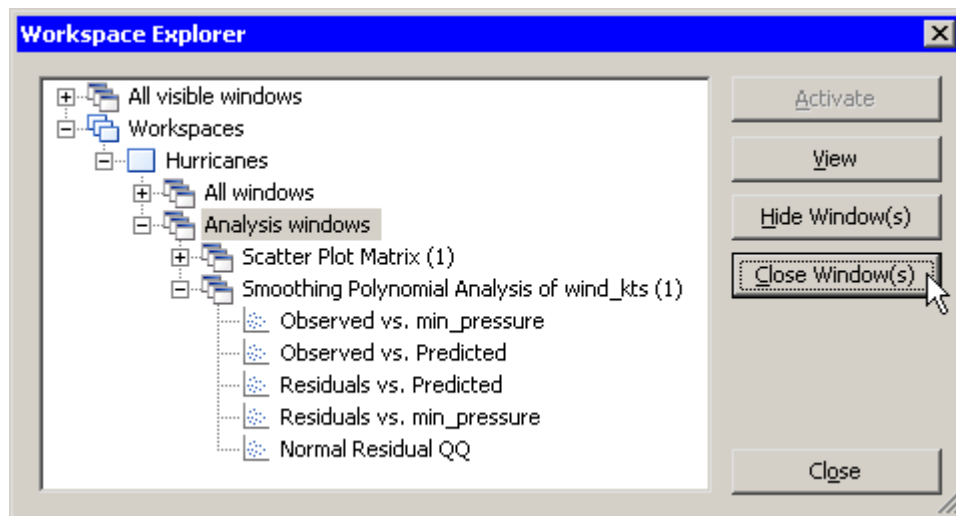 Workspace Explorer
All visible windows
Workspaces
Hurricanes
All windows
Analysis windows
Scatter Plot Matrix (1)
Smoothing Polynomial Analysis of wind_kts (1)
Observed vs. min_pressure
Observed vs. Predicted
Residuals vs. Predicted
Residuals vs. min_pressure
Normal Residual QQ
Activate
View
Hide Window(s)
Close Window(s)
Close